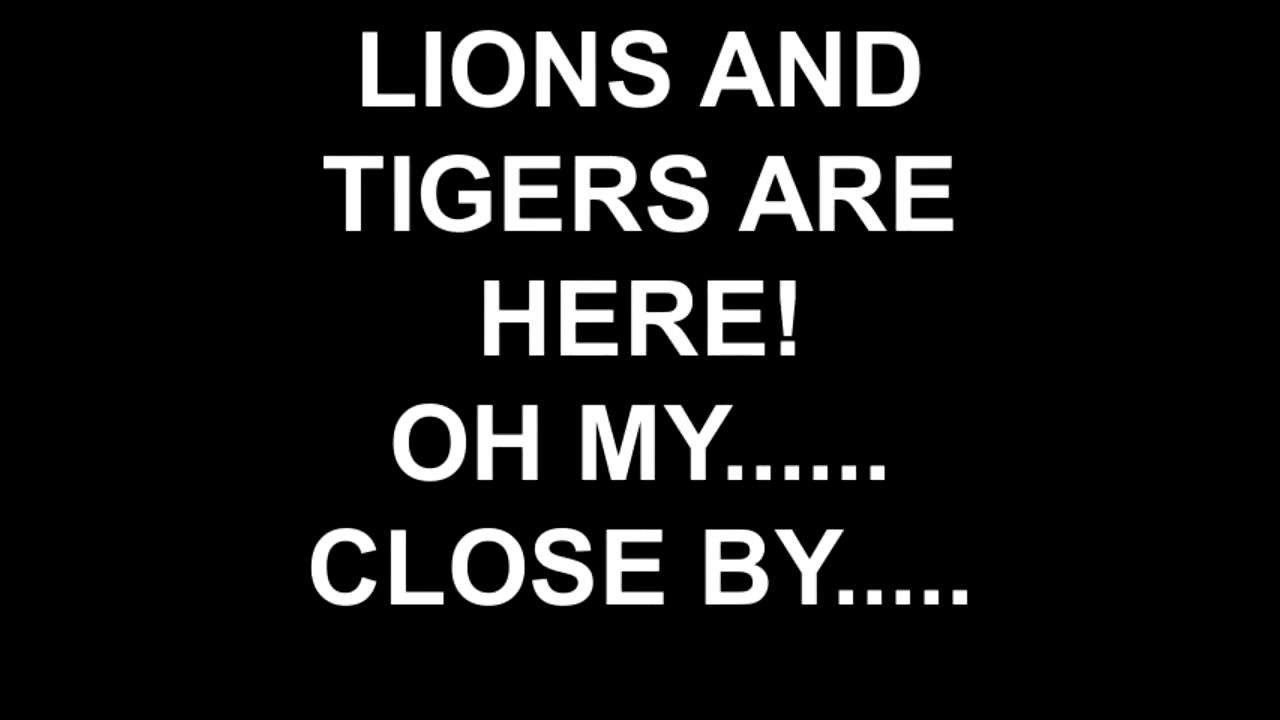 LIONS AND
TIGERS ARE
HERE!
OH MY......
CLOSE BY.....